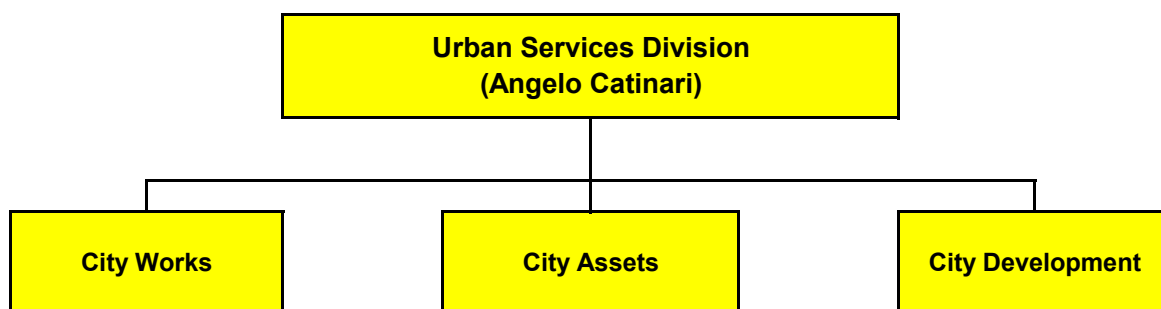 Urban Services Division
(Angelo Catinari)
City Works
City Assets
City Development